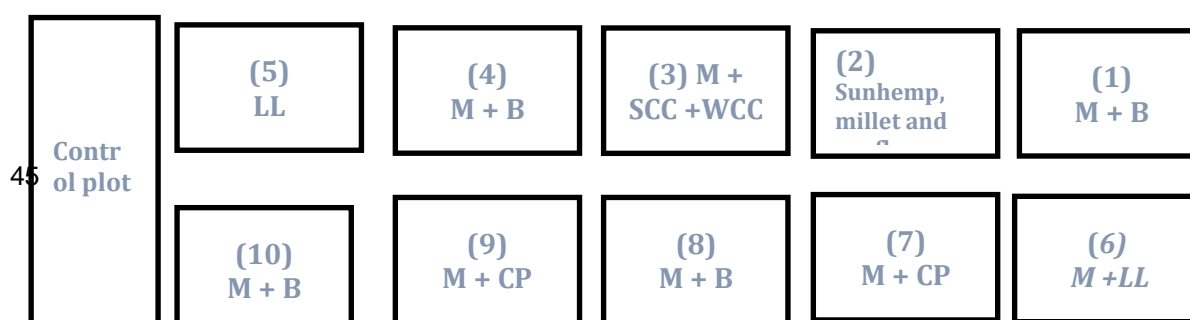 (5)
LL
(4)
M + B
(3) M +
SCC +WCC
(2)
Sunhemp,
millet and
(1)
M + B
Contr
ol plot
45
(10)
M + B
(9)
M + CP
(8)
M + B
(7)
M + CP
(6)
M +LL